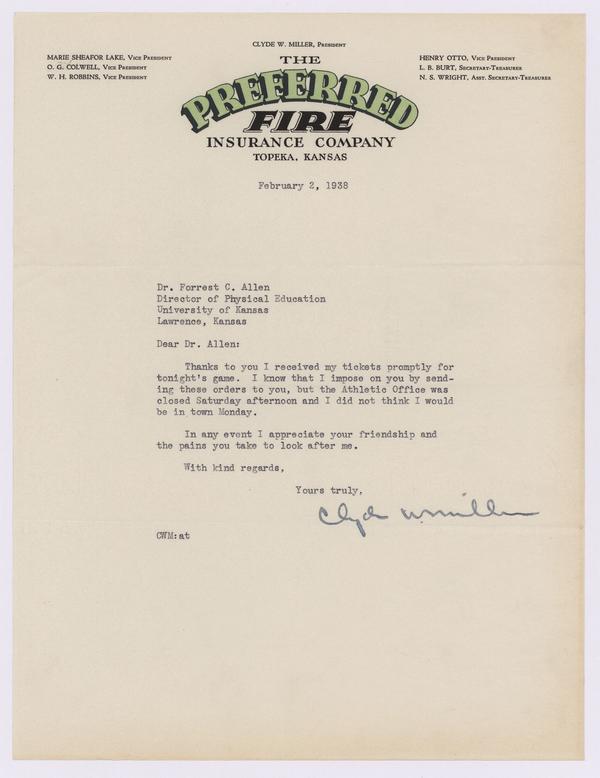 CLYDE W. MILLER, PRESIDENT
MARIE SHEAFOR LAKE, VICE PRESIDENT
O. G. COLWELL, VICE PRESIDENT
W. H. ROBBINS, VICE PRESIDENT
HENRY OTTO, VICE PRESIDENT
L. B. BURT, SECRETARY-TREASURER
N. S. WRIGHT, ASST. SECRETARY-TREASURER
THE
PREFERRED
FIRE
INSURANCE COMPANY
TOPEKA, KANSAS
February 2, 1938
Dr. Forrest C. Allen
Director of Physical Education
University of Kansas
Lawrence, Kansas
Dear Dr. Allen:
Thanks to you I received my tickets promptly for
tonight's game. I know that I impose on you by send-
ing these orders to you, but the Athletic Office was
closed Saturday afternoon and I did not think I would
be in town Monday.
In any event I appreciate your friendship and
the pains you take to look after me.
With kind regards,
Yours truly,
Clyde W. Miller
CWM:at